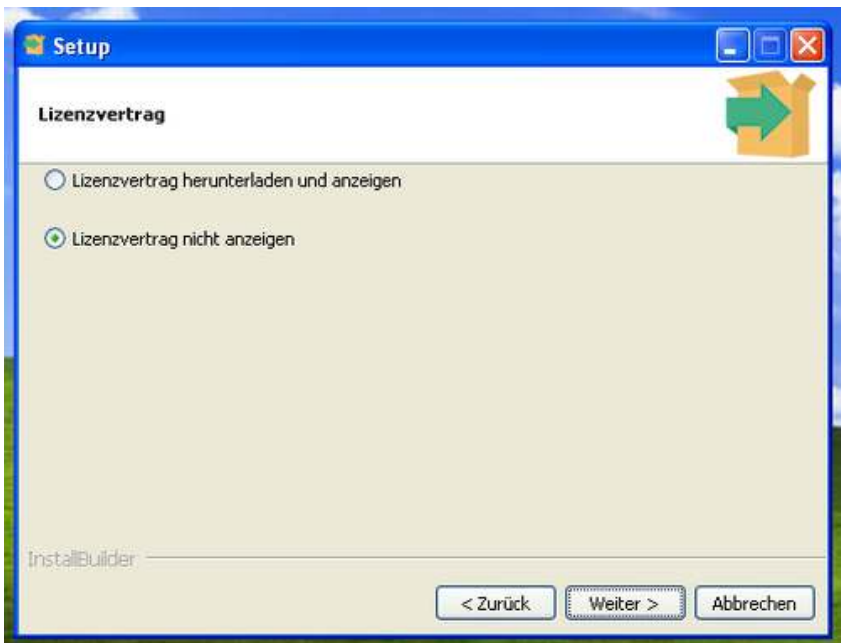 Setup
Lizenzvertrag
Lizenzvertrag herunterladen und anzeigen
Lizenzvertrag nicht anzeigen
InstallBuilder
< Zurück Weiter > Abbrechen